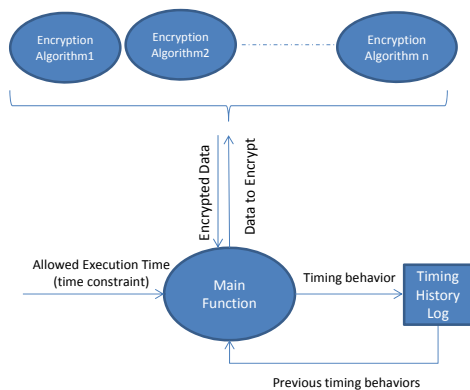 Encryption
Algorithm1
Encryption
Algorithm2
Encryption
Algorithm n
Encrypted Data
Data to Encrypt
Allowed Execution Time
(time constraint)
Main
Function
Timing behavior
Timing
History
Log
Previous timing behaviors